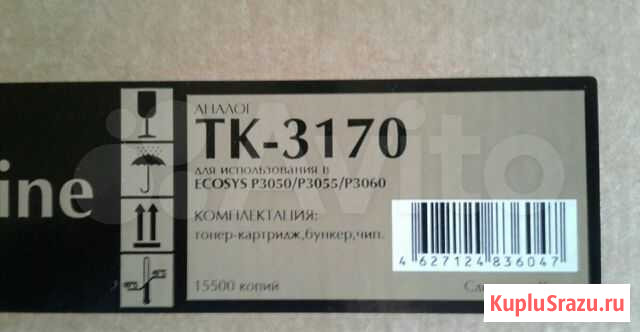 АНАЛОГ
TK-3170
для использования в
ECOSYS P3050/P3055/P3060
КОМПЛЕКТАЦИЯ:
тонер-картридж,бункер,чип.
15500 копий
ine
4 627124 836047
Avito
KupluSrazu.ru